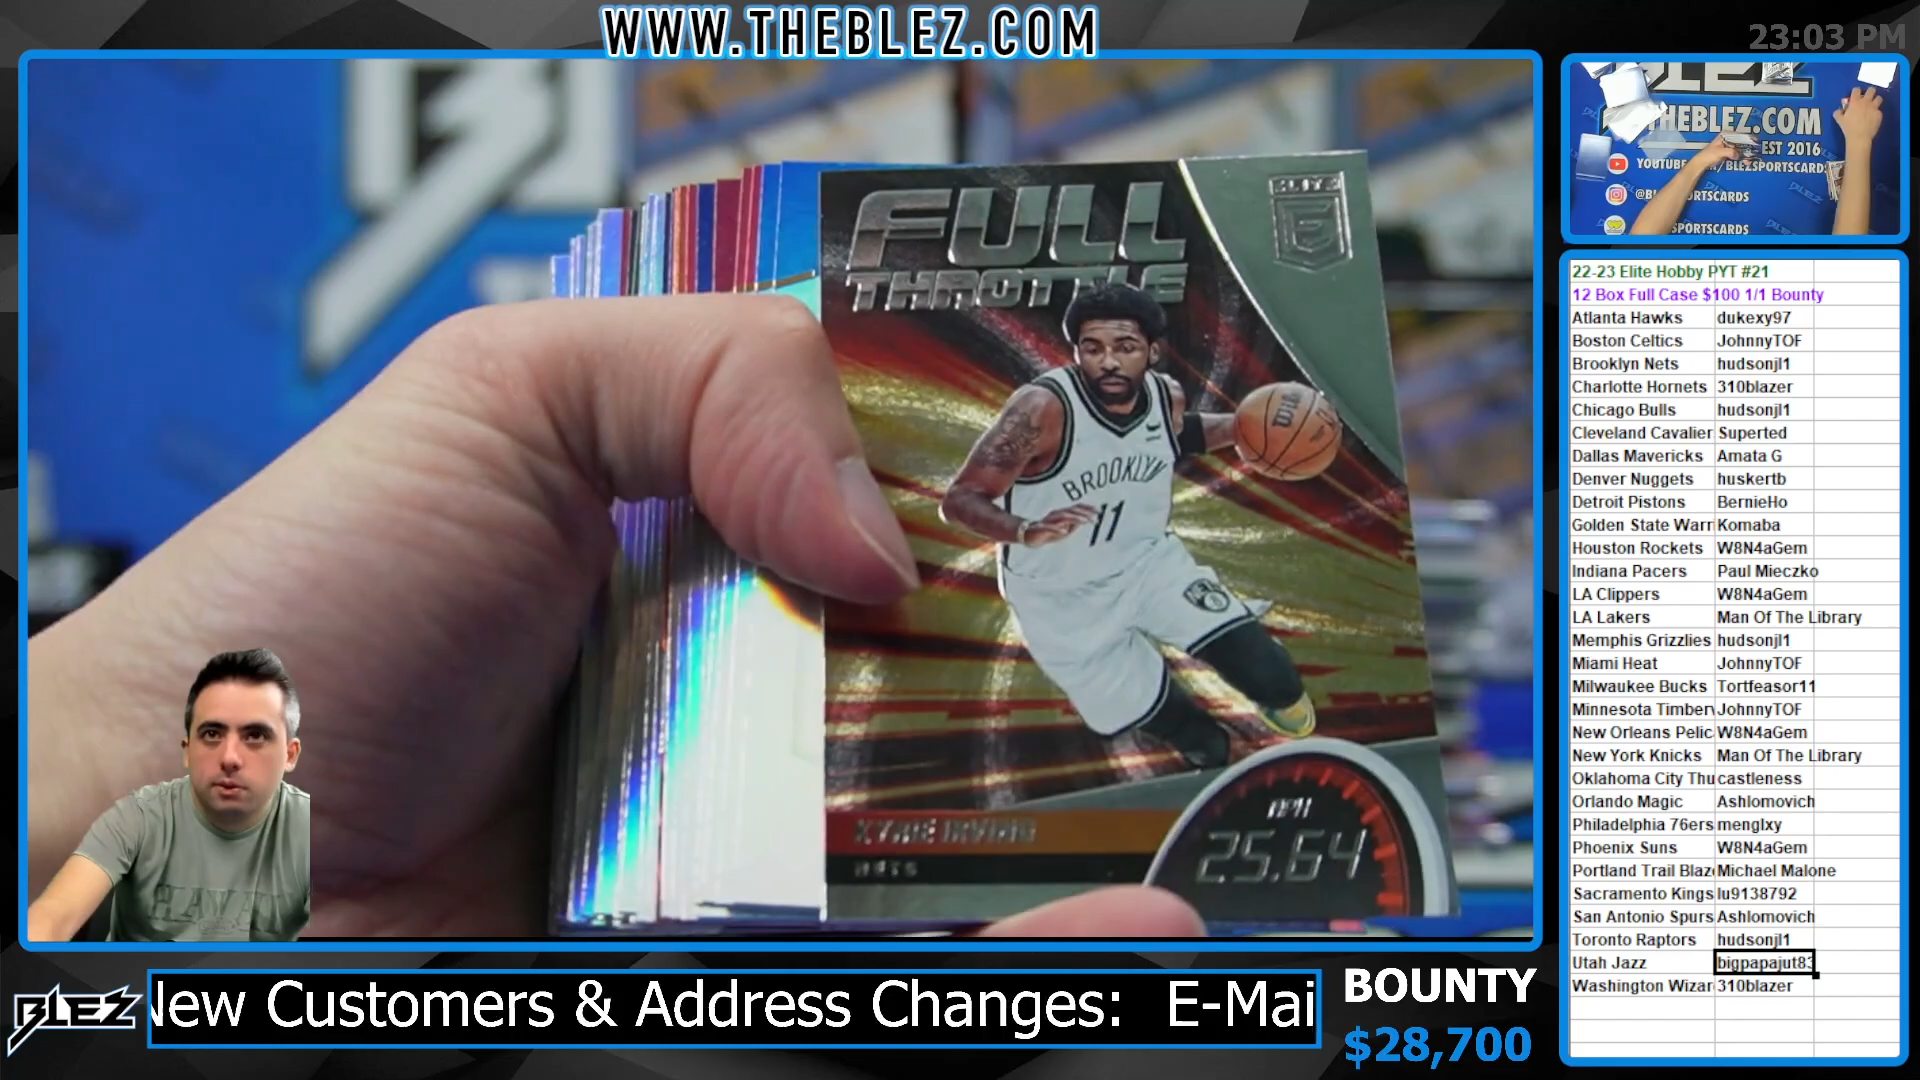 WWW.THEBLEZ.COM
23:03 PM
BLEZ
THEBLEZ.COM
EST 2016
FULL
THROTTLE
ELITE
E
BROOKLYN
11
Wilson
KYRIE IRVING
NETS
MPH
25.64
22-23 Elite Hobby PYT #21
12 Box Full Case $100 1/1 Bounty
Atlanta Hawks dukexy97
Boston Celtics JohnnyTOF
Brooklyn Nets hudsonjl1
Charlotte Hornets 310blazer
Chicago Bulls hudsonjl1
Cleveland Cavalier Superted
Dallas Mavericks Amata G
Denver Nuggets huskertb
Detroit Pistons BernieHo
Golden State Warr Komaba
Houston Rockets W8N4aGem
Indiana Pacers Paul Mieczko
LA Clippers W8N4aGem
LA Lakers Man Of The Library
Memphis Grizzlies hudsonjl1
Miami Heat JohnnyTOF
Milwaukee Bucks Tortfeasor11
Minnesota Timber JohnnyTOF
New Orleans Pelic W8N4aGem
New York Knicks Man Of The Library
Oklahoma City Thu castleness
Orlando Magic Ashlomovich
Philadelphia 76ers menglxy
Phoenix Suns W8N4aGem
Portland Trail Blaz Michael Malone
Sacramento Kings lu9138792
San Antonio Spurs Ashlomovich
Toronto Raptors hudsonjl1
Utah Jazz bigpapajut83
Washington Wizar 310blazer
BLEZ
New Customers & Address Changes: E-Mai
BOUNTY
$28,700